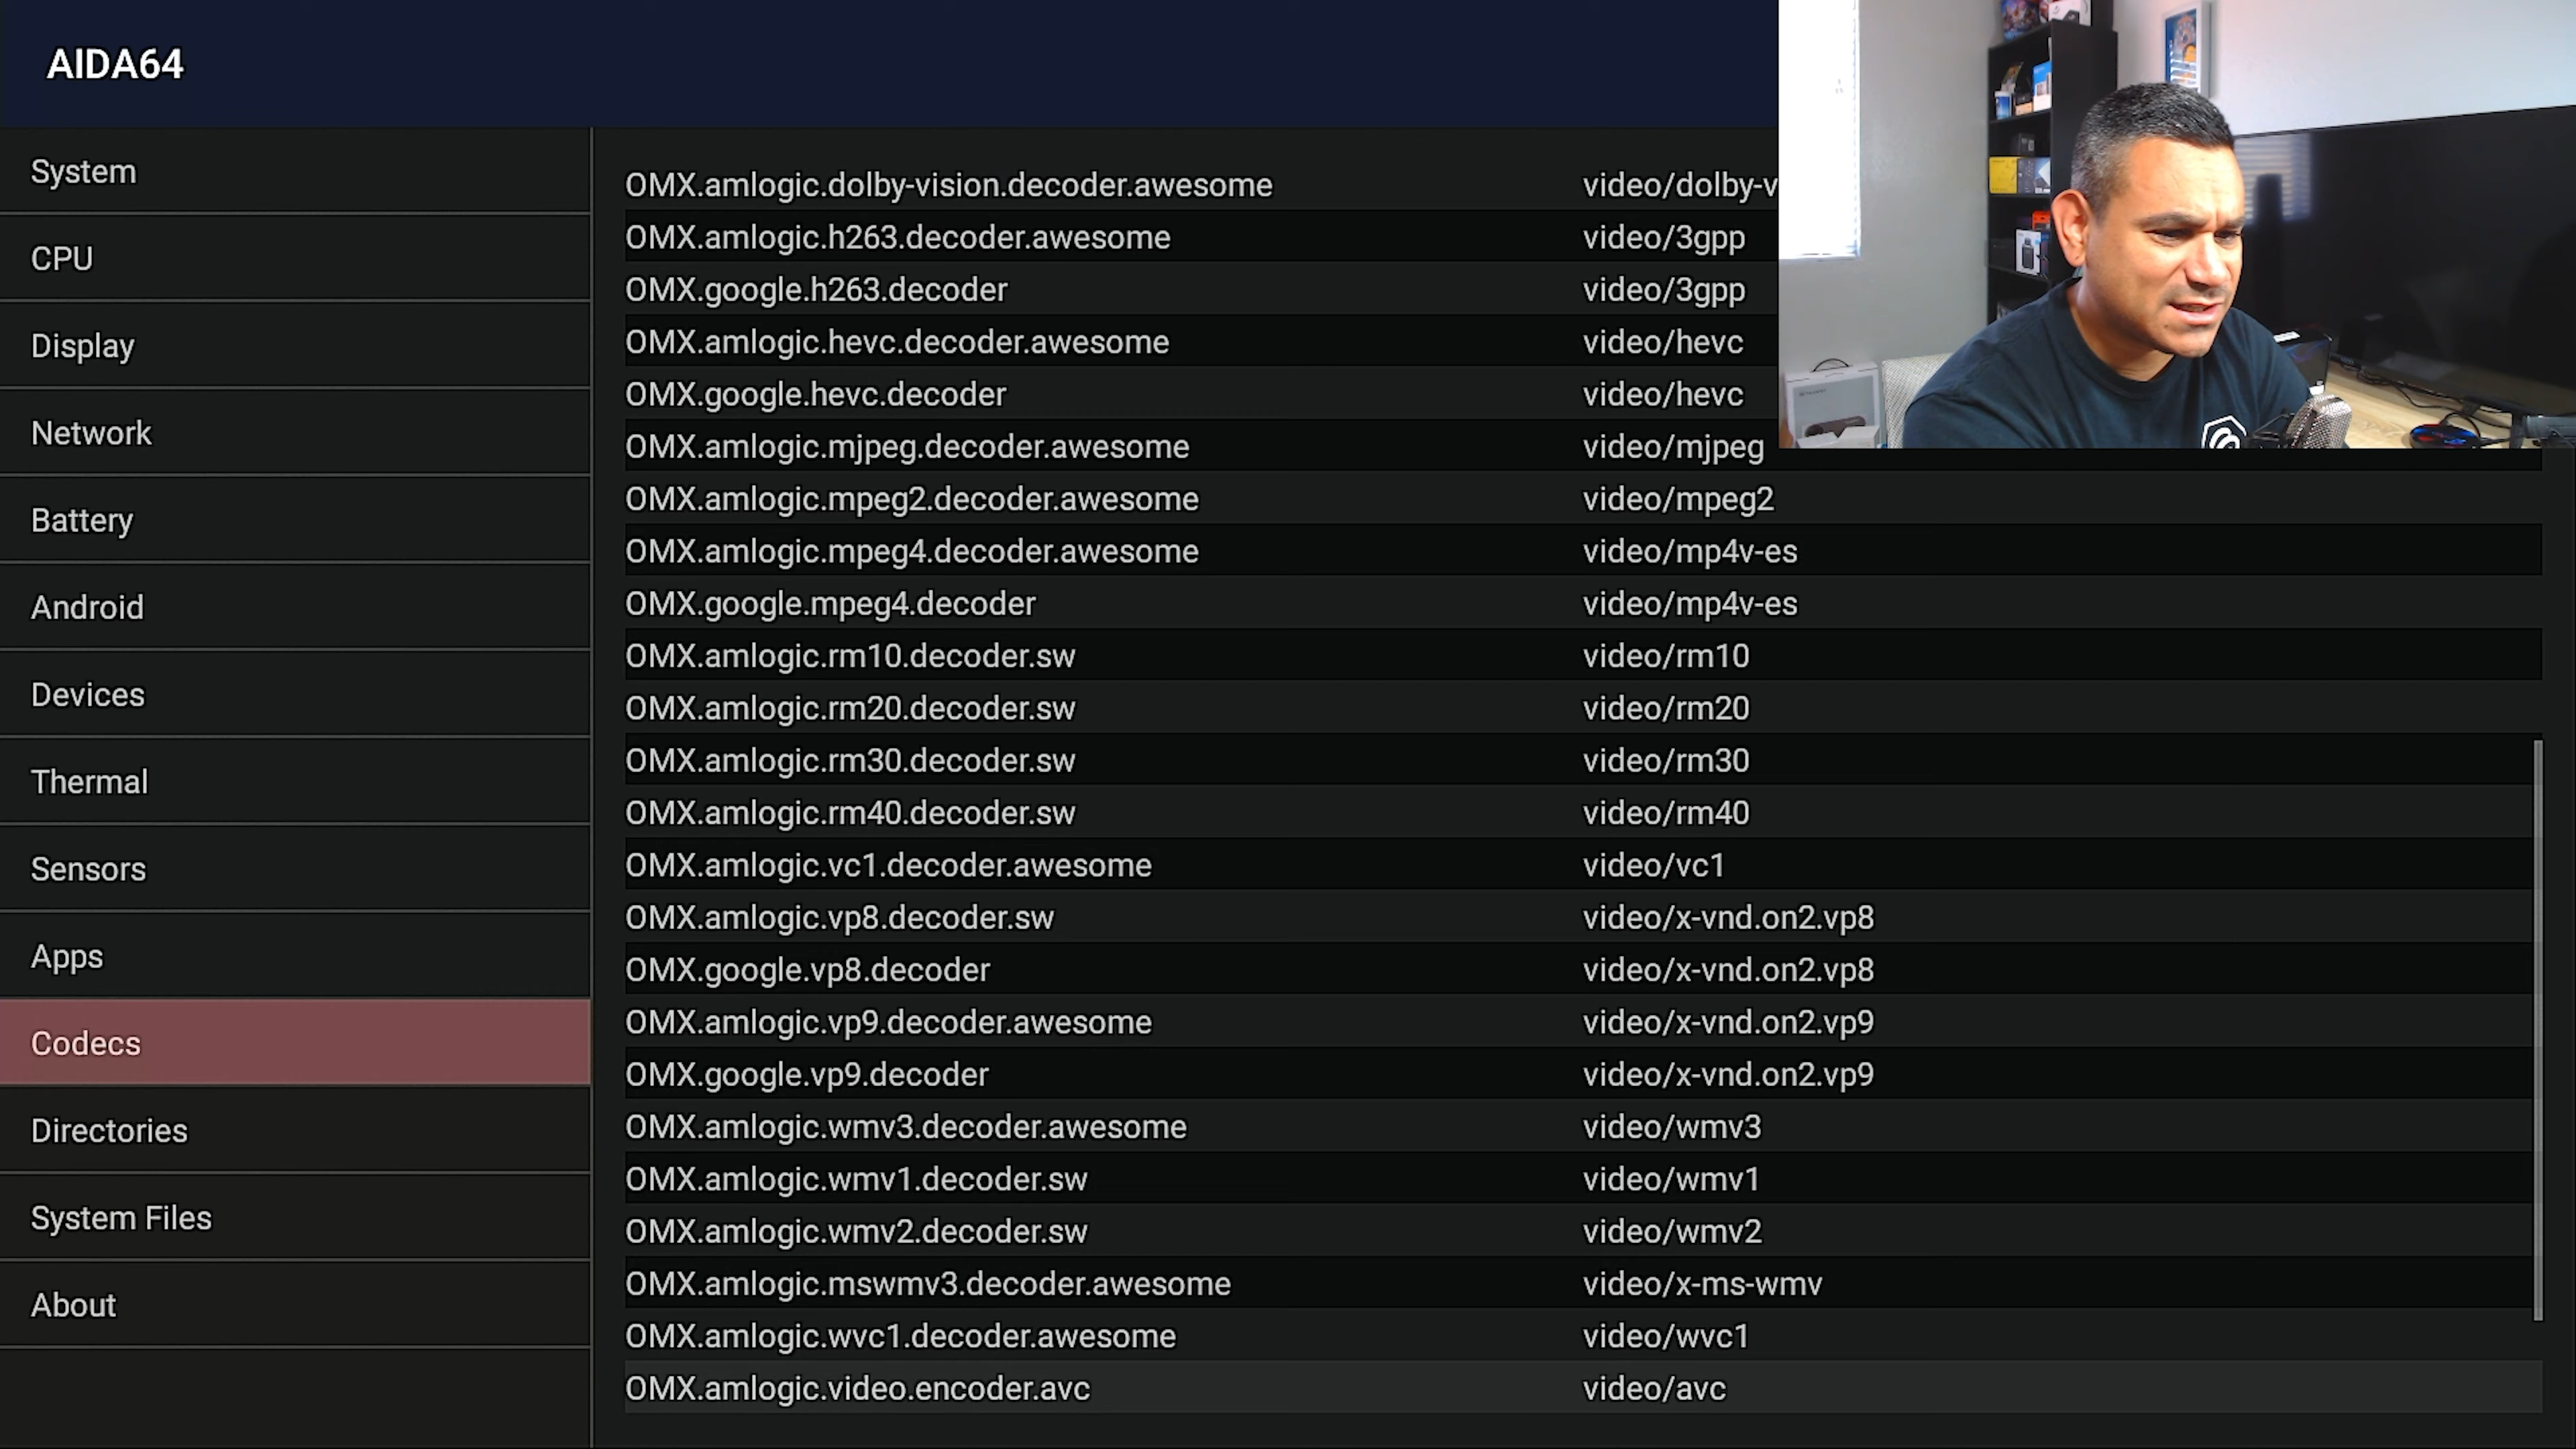 AIDA64
System
CPU
Display
Network
Battery
Android
Devices
Thermal
Sensors
Apps
Codecs
Directories
System Files
About
OMX.amlogic.dolby-vision.decoder.awesome video/dolby-v
OMX.amlogic.h263.decoder.awesome video/3gpp
OMX.google.h263.decoder video/3gpp
OMX.amlogic.hevc.decoder.awesome video/hevc
OMX.google.hevc.decoder video/hevc
OMX.amlogic.mjpeg.decoder.awesome video/mjpeg
OMX.amlogic.mpeg2.decoder.awesome video/mpeg2
OMX.amlogic.mpeg4.decoder.awesome video/mp4v-es
OMX.google.mpeg4.decoder video/mp4v-es
OMX.amlogic.rm10.decoder.sw video/rm10
OMX.amlogic.rm20.decoder.sw video/rm20
OMX.amlogic.rm30.decoder.sw video/rm30
OMX.amlogic.rm40.decoder.sw video/rm40
OMX.amlogic.vc1.decoder.awesome video/vc1
OMX.amlogic.vp8.decoder.sw video/x-vnd.on2.vp8
OMX.google.vp8.decoder video/x-vnd.on2.vp8
OMX.amlogic.vp9.decoder.awesome video/x-vnd.on2.vp9
OMX.google.vp9.decoder video/x-vnd.on2.vp9
OMX.amlogic.wmv3.decoder.awesome video/wmv3
OMX.amlogic.wmv1.decoder.sw video/wmv1
OMX.amlogic.wmv2.decoder.sw video/wmv2
OMX.amlogic.mswmv3.decoder.awesome video/x-ms-wmv
OMX.amlogic.wvc1.decoder.awesome video/wvc1
OMX.amlogic.video.encoder.avc video/avc